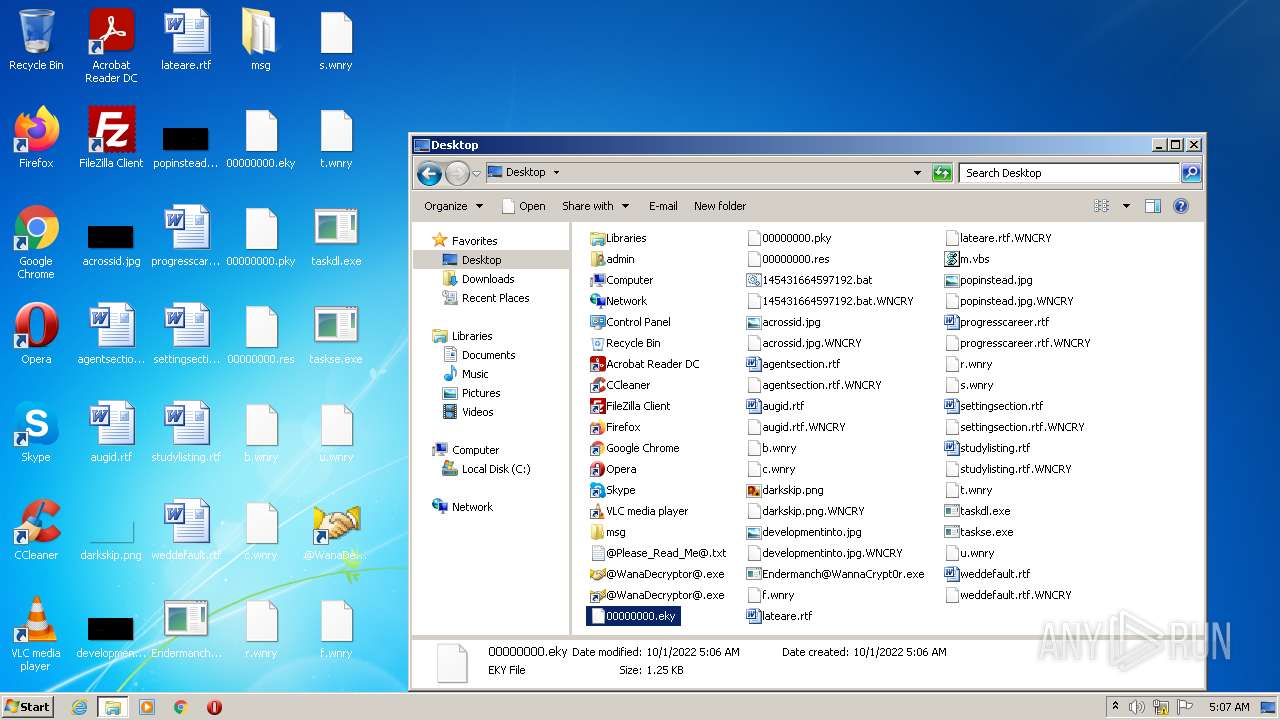 Recycle Bin
Acrobat Reader DC
lateare.rtf
msg
s.wnry
Firefox
FileZilla Client
popinstead....
00000000.eky
t.wnry
Google Chrome
acrossid.jpg
progresscar...
00000000.pky
taskdl.exe
Opera
agentsectio...
settingsecti...
00000000.res
taskse.exe
Skype
augid.rtf
studylisting.rtf
b.wnry
u.wnry
CCleaner
darkskip.png
weddefault.rtf
c.wnry
@WanaDe...
VLC media player
developmen...
Endermanch...
r.wnry
f.wnry
Desktop
Desktop
Search Desktop
Organize
Open
Share with
E-mail
New folder
Favorites
Desktop
Downloads
Recent Places
Libraries
Documents
Music
Pictures
Videos
Computer
Local Disk (C:)
Network
Libraries
admin
Computer
Network
Control Panel
Recycle Bin
Acrobat Reader DC
CCleaner
FileZilla Client
Firefox
Google Chrome
Opera
Skype
VLC media player
msg
@Please_Read_Me@.txt
@WanaDecryptor@.exe
@WanaDecryptor@.exe
00000000.eky
00000000.pky
00000000.res
acrossid.jpg
acrossid.jpg.WNCRY
agentsection.rtf
agentsection.rtf.WNCRY
augid.rtf
augid.rtf.WNCRY
b.wnry
c.wnry
darkskip.png
darkskip.png.WNCRY
developmentinto.jpg
developmentinto.jpg.WNCRY
Endermanch@WannaCrypt0r.exe
f.wnry
lateare.rtf
lateare.rtf.WNCRY
m.vbs
popinstead.jpg
popinstead.jpg.WNCRY
progresscareer.rtf
progresscareer.rtf.WNCRY
r.wnry
s.wnry
settingsection.rtf
settingsection.rtf.WNCRY
studylisting.rtf
studylisting.rtf.WNCRY
t.wnry
taskdl.exe
taskse.exe
u.wnry
weddefault.rtf
weddefault.rtf.WNCRY
00000000.eky Date modified: 10/1/2022 5:06 AM
Date created: 10/1/2022 5:06 AM
EKY File
Size: 1.25 KB
ANY RUN
Start
5:07 AM